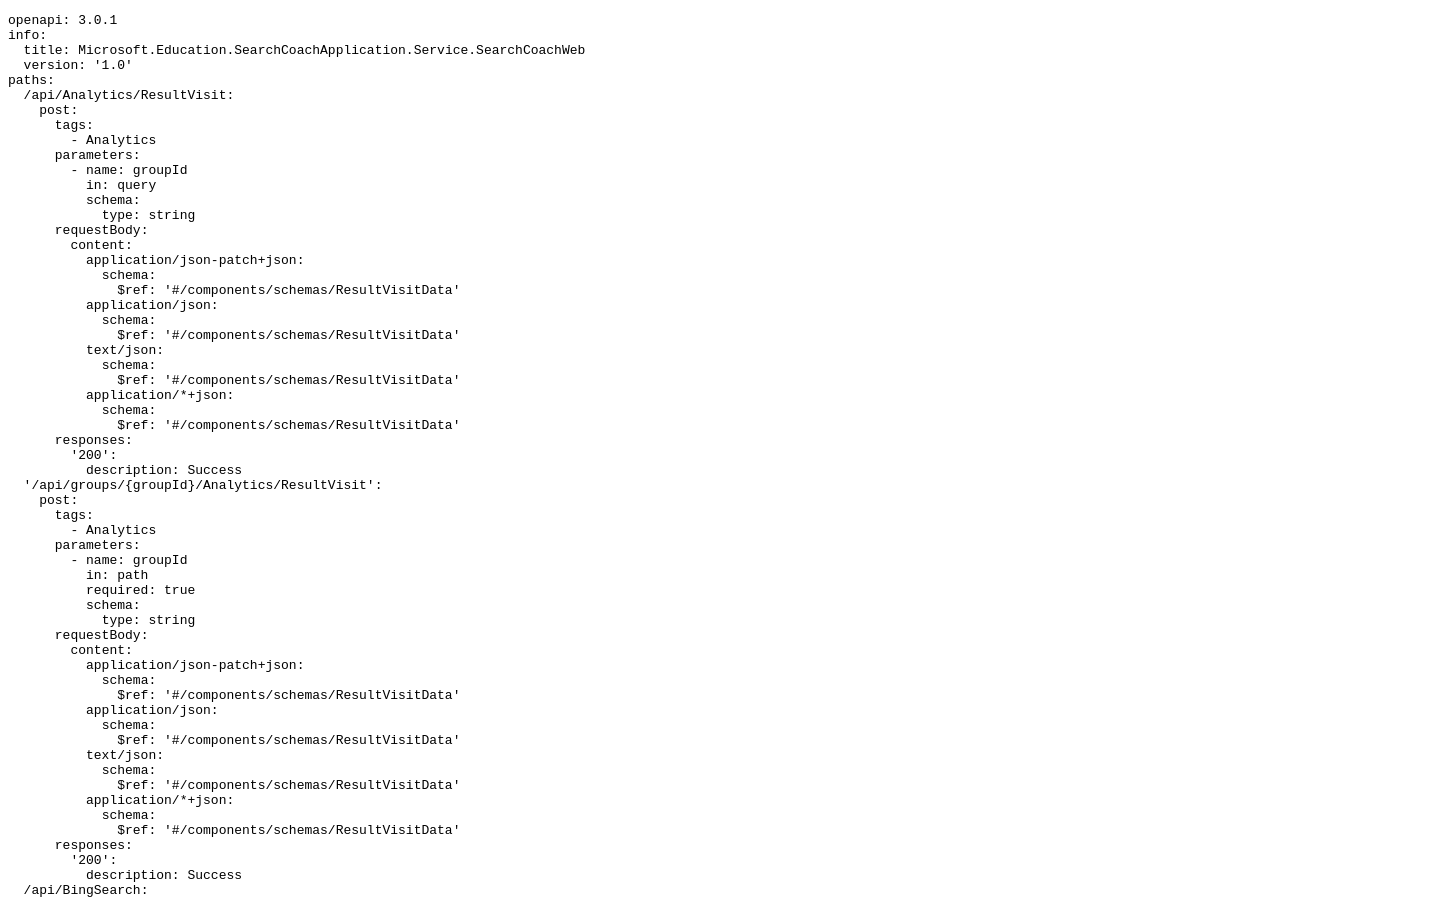 openapi: 3.0.1
info:
  title: Microsoft.Education.SearchCoachApplication.Service.SearchCoachWeb
  version: '1.0'
paths:
  /api/Analytics/ResultVisit:
    post:
      tags:
        - Analytics
      parameters:
        - name: groupId
          in: query
          schema:
            type: string
      requestBody:
        content:
          application/json-patch+json:
            schema:
              $ref: '#/components/schemas/ResultVisitData'
          application/json:
            schema:
              $ref: '#/components/schemas/ResultVisitData'
          text/json:
            schema:
              $ref: '#/components/schemas/ResultVisitData'
          application/*+json:
            schema:
              $ref: '#/components/schemas/ResultVisitData'
      responses:
        '200':
          description: Success
  '/api/groups/{groupId}/Analytics/ResultVisit':
    post:
      tags:
        - Analytics
      parameters:
        - name: groupId
          in: path
          required: true
          schema:
            type: string
      requestBody:
        content:
          application/json-patch+json:
            schema:
              $ref: '#/components/schemas/ResultVisitData'
          application/json:
            schema:
              $ref: '#/components/schemas/ResultVisitData'
          text/json:
            schema:
              $ref: '#/components/schemas/ResultVisitData'
          application/*+json:
            schema:
              $ref: '#/components/schemas/ResultVisitData'
      responses:
        '200':
          description: Success
  /api/BingSearch: